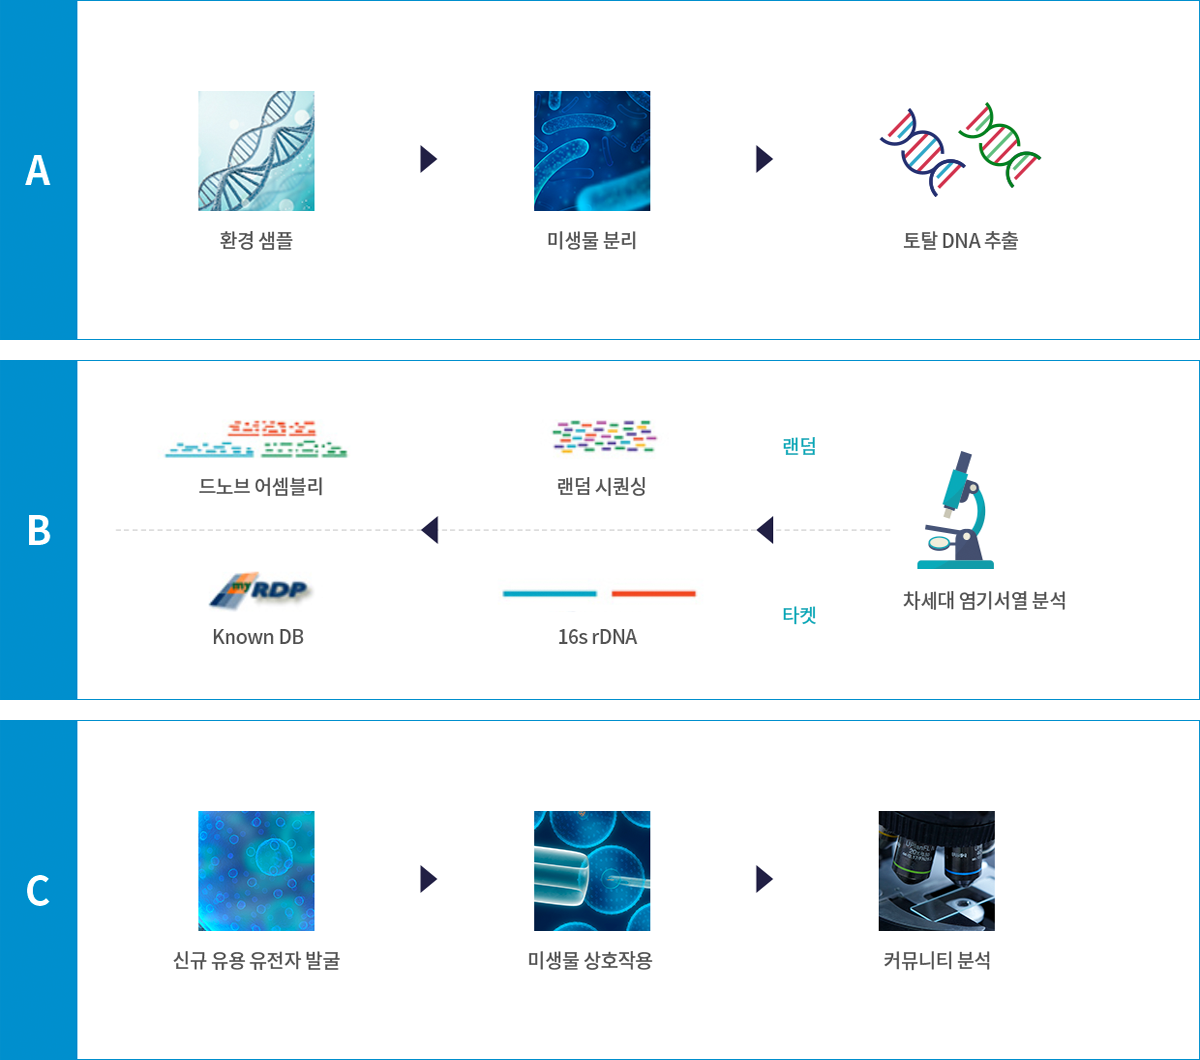 A
환경 샘플
미생물 분리
토탈 DNA 추출
B
드노브 어셈블리
랜덤 시퀀싱
랜덤
my RDP
Known DB
16s rDNA
타켓
차세대 염기서열 분석
C
신규 유용 유전자 발굴
미생물 상호작용
커뮤니티 분석